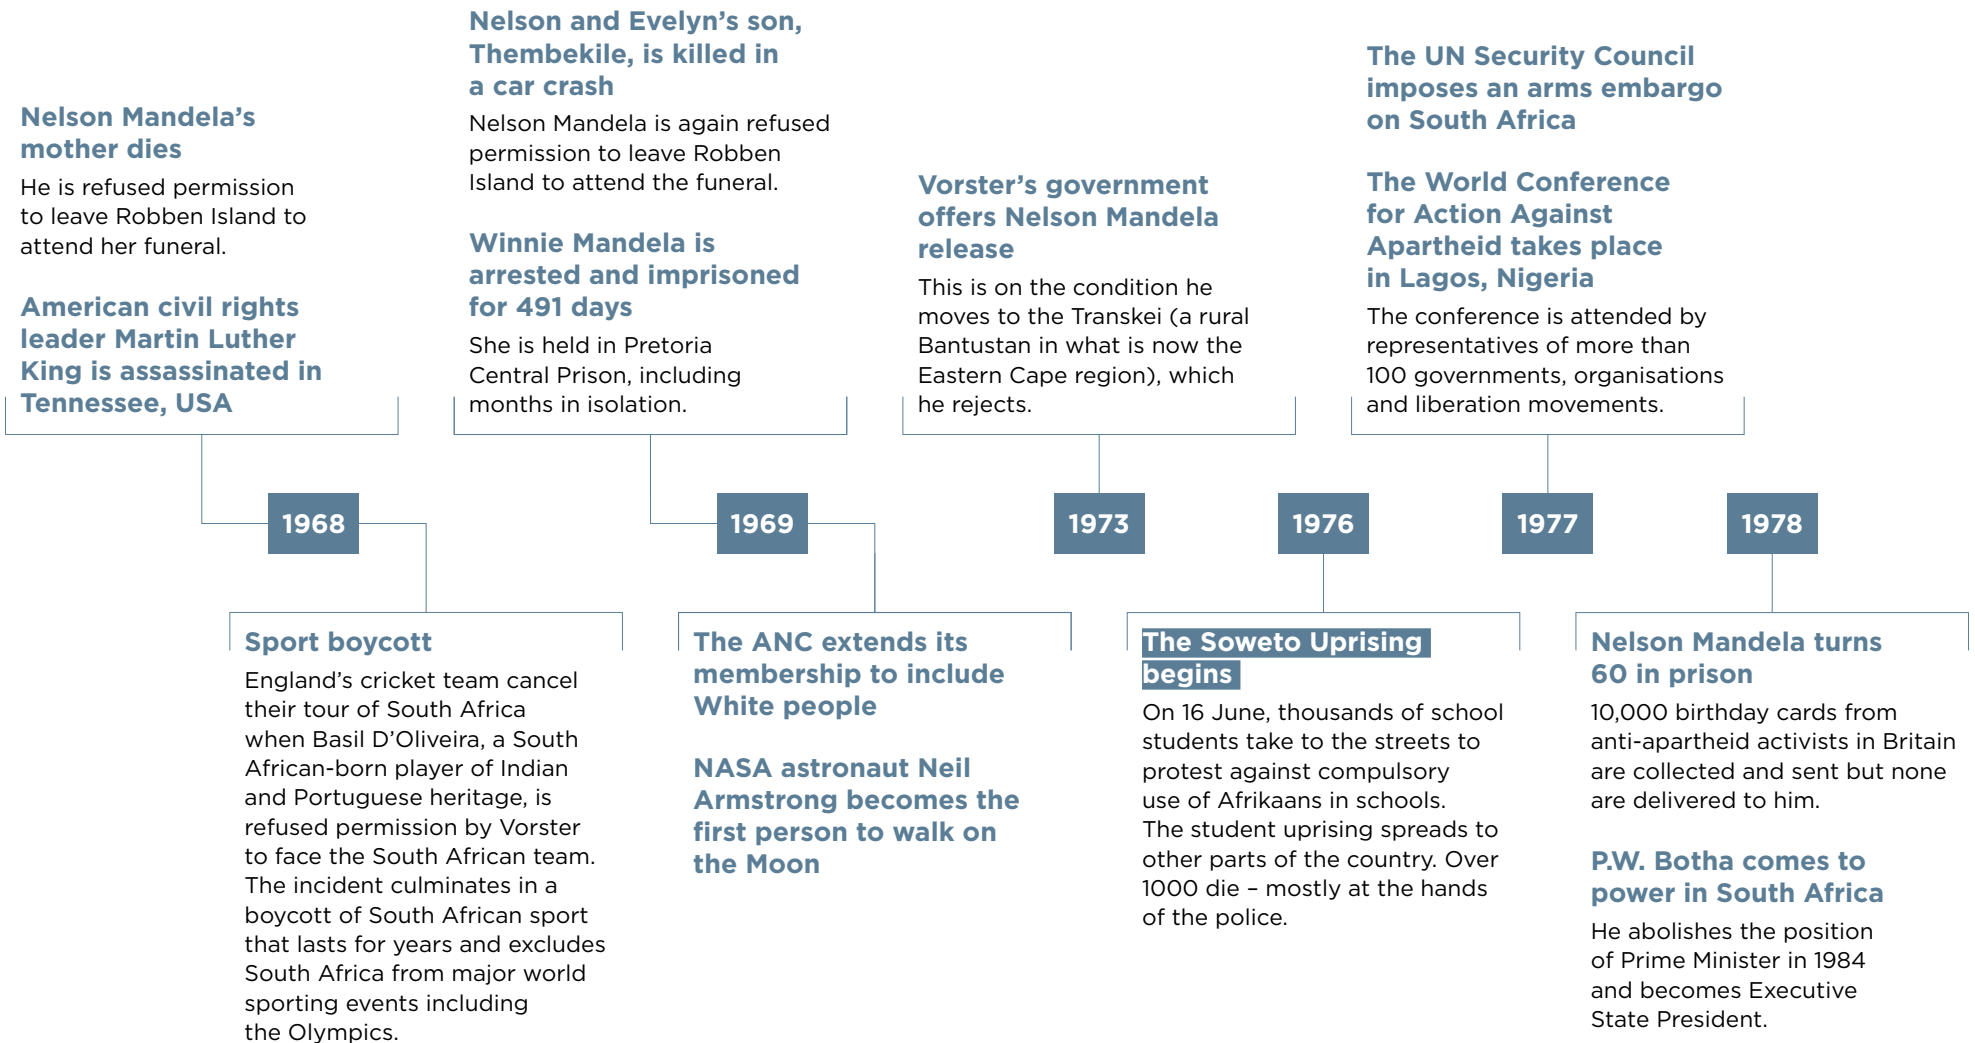 Nelson Mandela’s
mother dies
He is refused permission
to leave Robben Island to
attend her funeral.
American civil rights
leader Martin Luther
King is assassinated in
Tennessee, USA
1968
Sport boycott
England’s cricket team cancel
their tour of South Africa
when Basil D’Oliveira, a South
African-born player of Indian
and Portuguese heritage, is
refused permission by Vorster
to face the South African team.
The incident culminates in a
boycott of South African sport
that lasts for years and excludes
South Africa from major world
sporting events including
the Olympics.
Nelson and Evelyn’s son,
Thembekile, is killed in
a car crash
Nelson Mandela is again refused
permission to leave Robben
Island to attend the funeral.
Winnie Mandela is
arrested and imprisoned
for 491 days
She is held in Pretoria
Central Prison, including
months in isolation.
1969
The ANC extends its
membership to include
White people
NASA astronaut Neil
Armstrong becomes the
first person to walk on
the Moon
Vorster’s government
offers Nelson Mandela
release
This is on the condition he
moves to the Transkei (a rural
Bantustan in what is now the
Eastern Cape region), which
he rejects.
1973
1976
The Soweto Uprising
begins
On 16 June, thousands of school
students take to the streets to
protest against compulsory
use of Afrikaans in schools.
The student uprising spreads to
other parts of the country. Over
1000 die – mostly at the hands
of the police.
The UN Security Council
imposes an arms embargo
on South Africa
The World Conference
for Action Against
Apartheid takes place
in Lagos, Nigeria
The conference is attended by
representatives of more than
100 governments, organisations
and liberation movements.
1977
1978
Nelson Mandela turns
60 in prison
10,000 birthday cards from
anti-apartheid activists in Britain
are collected and sent but none
are delivered to him.
P.W. Botha comes to
power in South Africa
He abolishes the position
of Prime Minister in 1984
and becomes Executive
State President.